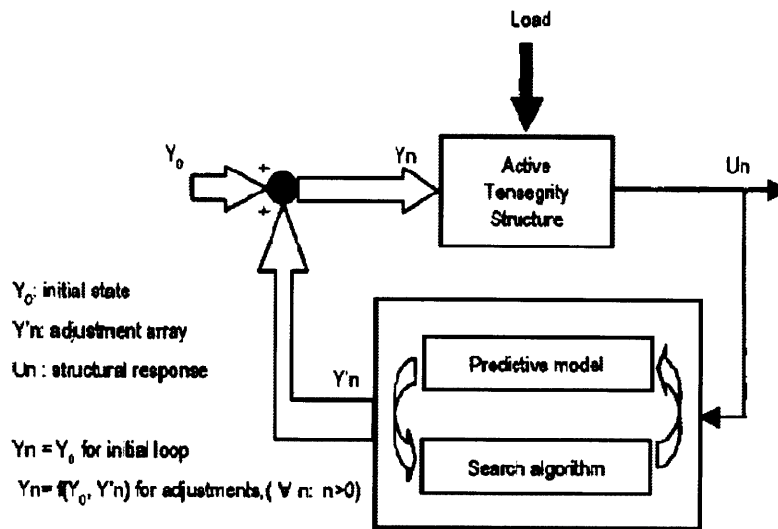 Load
Y₀
+
+
Yn
Active
Tensegrity
Structure
Un
Y₀: initial state
Y'n: adjustment array
Un : structural response
Y'n
Predictive model
Search algorithm
Yn = Y₀ for initial loop
Yn= f(Y₀, Y'n) for adjustments,( ∀ n: n>0)